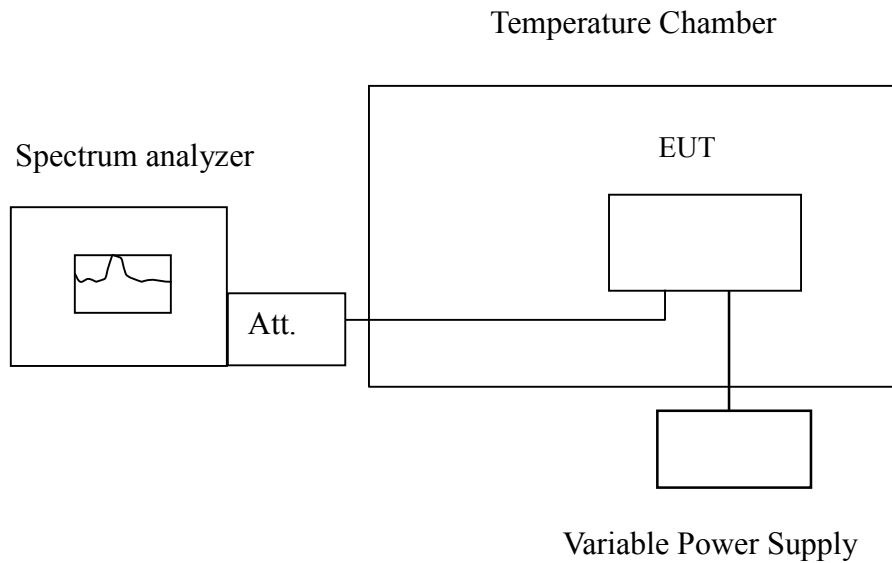 Temperature Chamber
Spectrum analyzer
EUT
Att.
Variable Power Supply